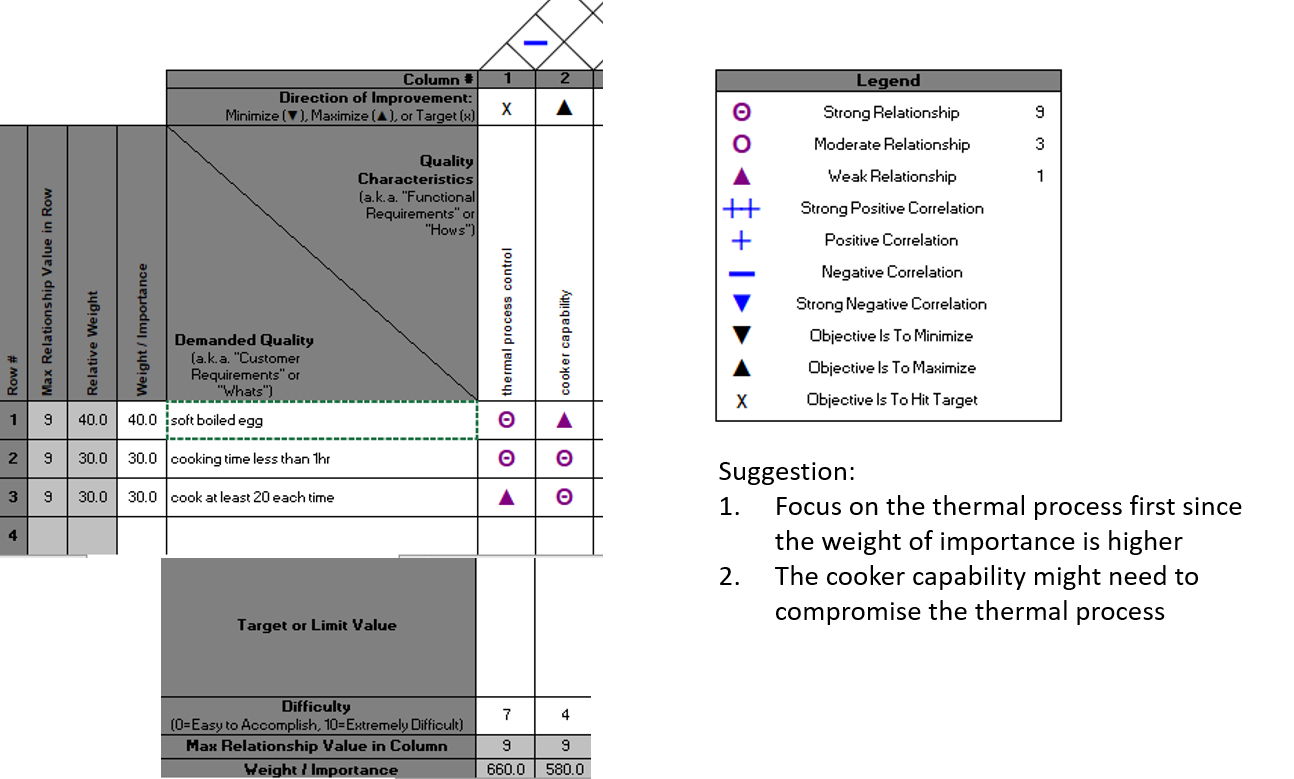 Column # 1 2
Direction of Improvement:
Minimize (▼), Maximize (▲), or Target (x) X ▲
Quality
Characteristics
(a.k.a. "Functional
Requirements" or
"Hows")
Demanded Quality
(a.k.a. "Customer
Requirements" or
"Whats")
Row #
Max Relationship Value in Row
Relative Weight
Weight / Importance
thermal process control
cooker capability
1 9 40.0 40.0 soft boiled egg
2 9 30.0 30.0 cooking time less than 1hr
3 9 30.0 30.0 cook at least 20 each time
4
Target or Limit Value
Difficulty
(0=Easy to Accomplish, 10=Extremely Difficult) 7 4
Max Relationship Value in Column 9 9
Weight / Importance 660.0 580.0
Legend
Strong Relationship 9
Moderate Relationship 3
Weak Relationship 1
Strong Positive Correlation
Positive Correlation
Negative Correlation
Strong Negative Correlation
Objective Is To Minimize
Objective Is To Maximize
X Objective Is To Hit Target
Suggestion:
1. Focus on the thermal process first since
the weight of importance is higher
2. The cooker capability might need to
compromise the thermal process